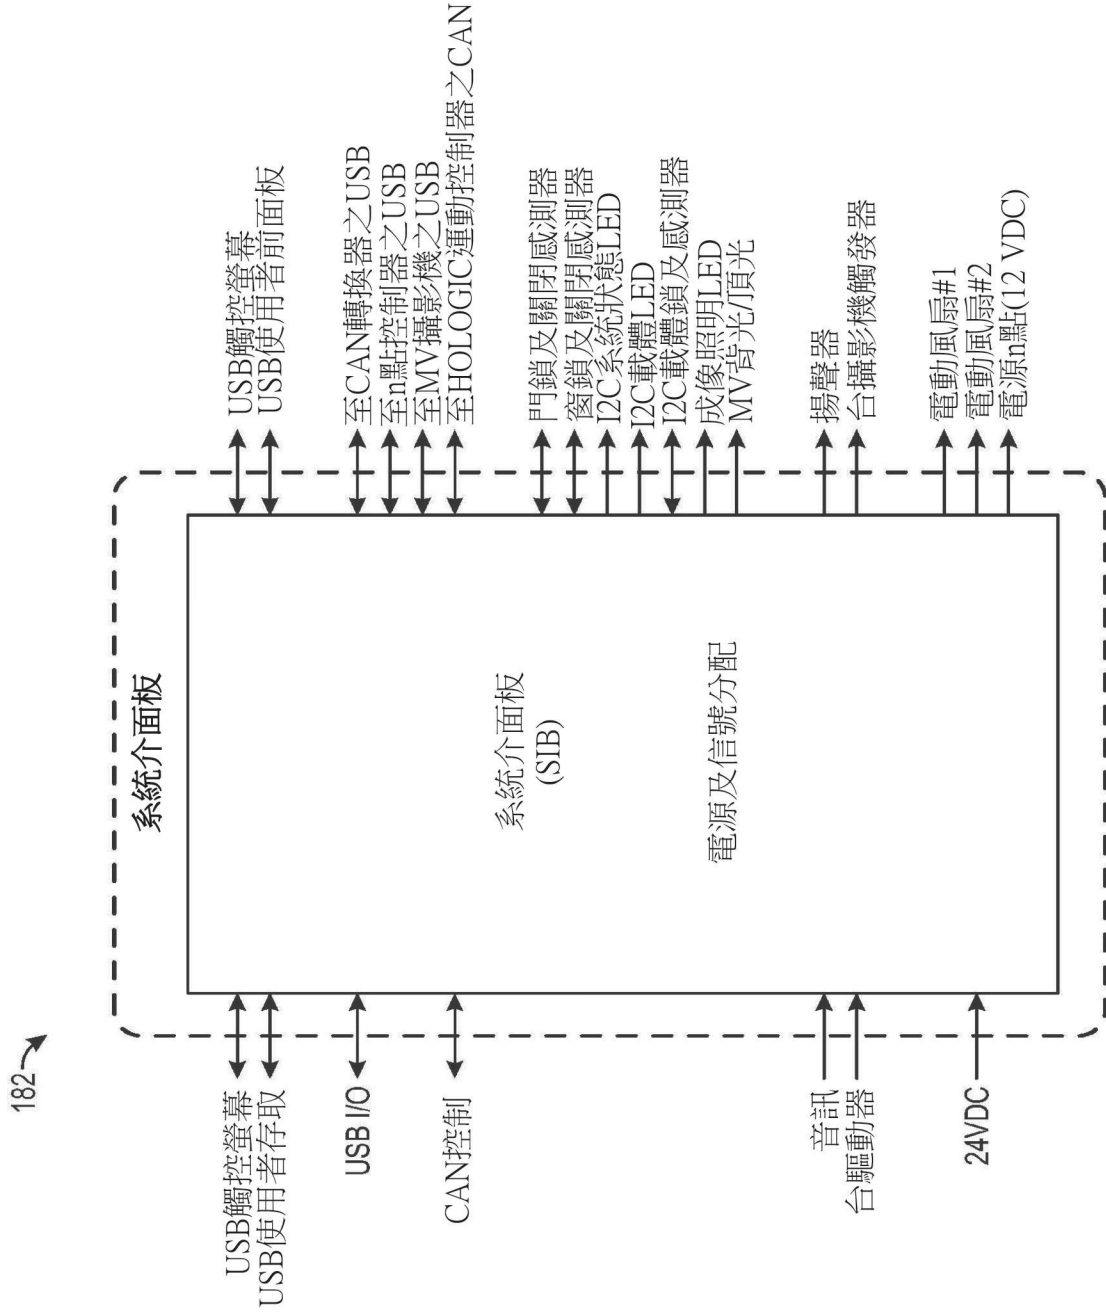 182
系統介面板
USB觸控螢幕
USB使用者存取
USB I/O
CAN控制
音訊
台驅動器
24VDC
系統介面板
(SIB)
電源及信號分配
USB觸控螢幕
USB使用者前面板
至CAN轉換器之USB
至n點控制器之USB
至MV攝影機之USB
至HOLOGIC運動控制器之CAN
門鎖及關閉感測器
窗鎖及關閉感測器
I2C系統狀態LED
I2C載體LED
I2C載體鎖及感測器
成像照明LED
MV背光/頂光
揚聲器
台攝影機觸發器
電動風扇#1
電動風扇#2
電源n點(12 VDC)